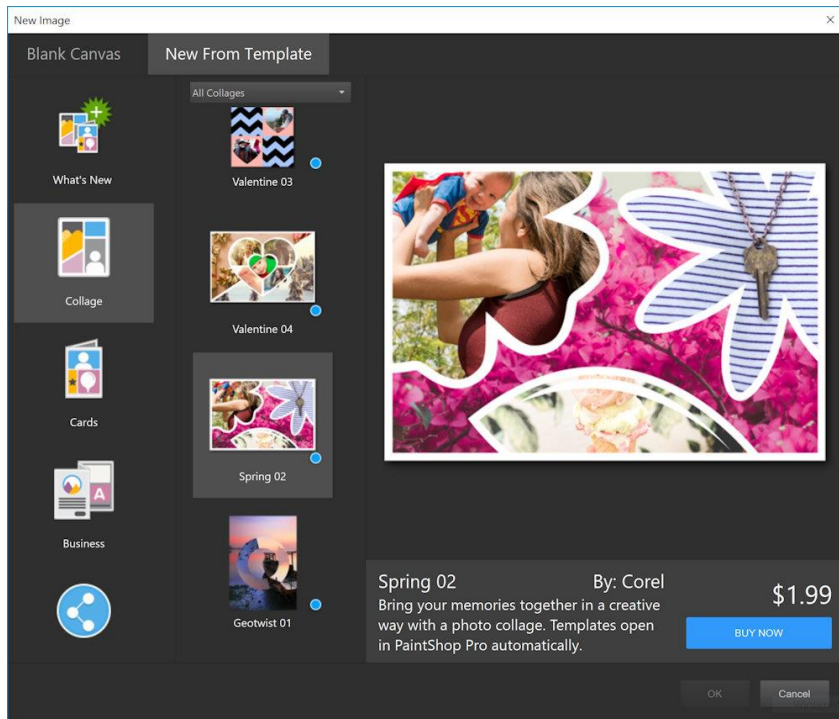 New Image
Blank Canvas
New From Template
What's New
Collage
Cards
Business
All Collages
Valentine 03
Valentine 04
Spring 02
Geotwist 01
Spring 02 By: Corel
Bring your memories together in a creative
way with a photo collage. Templates open
in PaintShop Pro automatically.
$1.99
BUY NOW
OK
Cancel